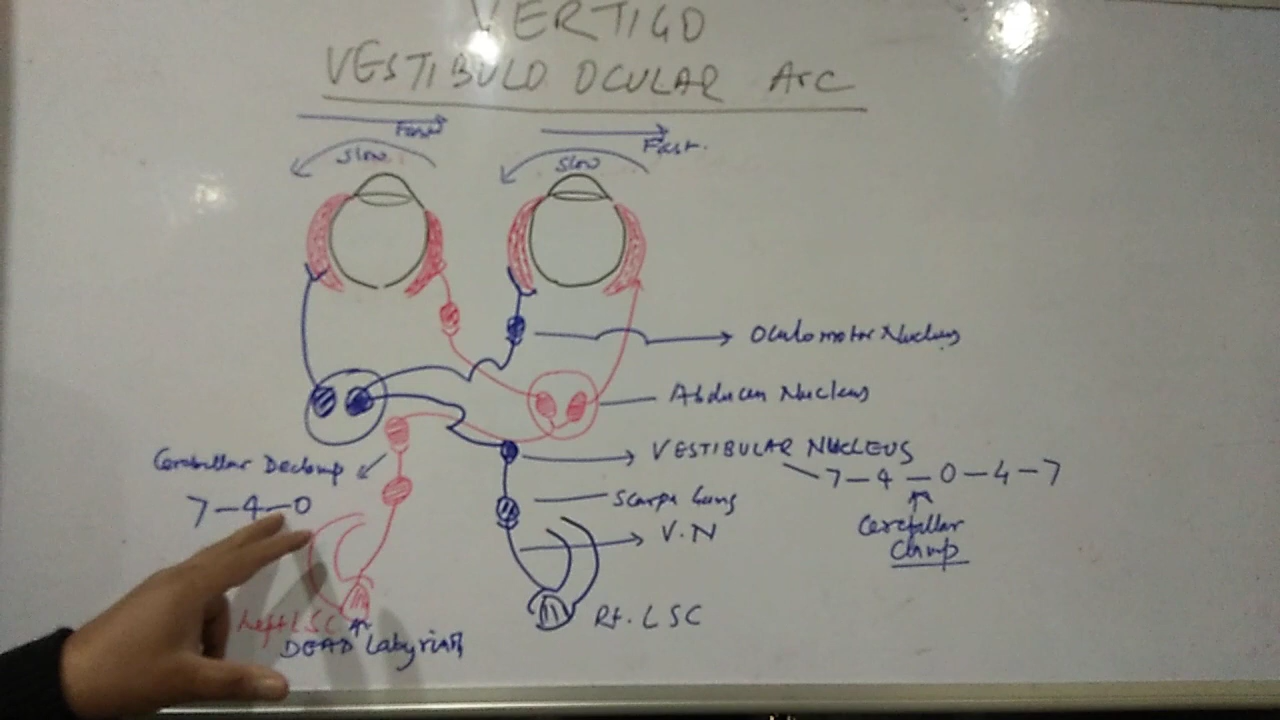 VERTIGO
VESTIBULO OCULAR ArC
Fast
Slow
Fast.
Slow
Oculomotor Nucleus
Abducen Nucleus
VESTIBULAR NUCLEUS
7-4-0-4-7
Cerebellar
Clamp
Cerebellar Declamp
7-4-0
Scarpa Gang
V.N
Left LSC
DEAD Labyrinth
Rt. LSC